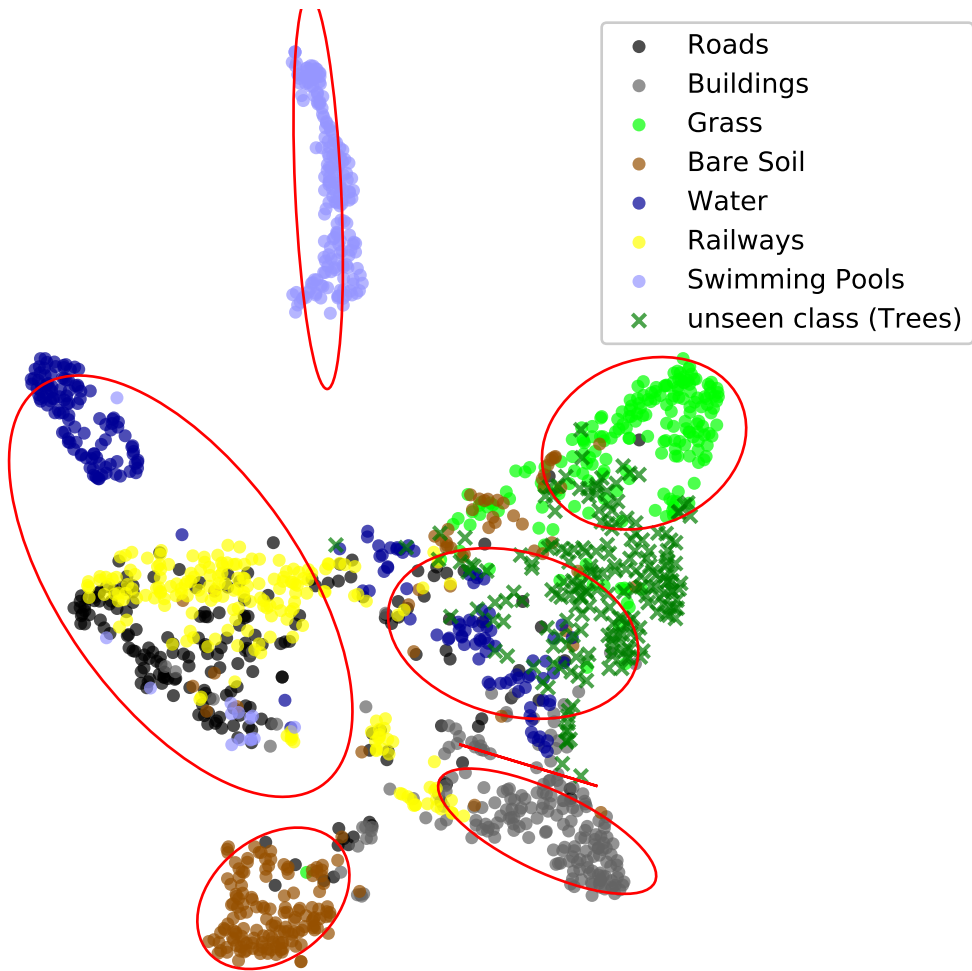 Roads
Buildings
Grass
Bare Soil
Water
Railways
Swimming Pools
unseen class (Trees)